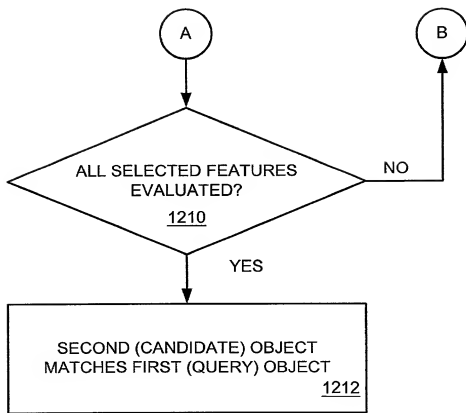 A
B
ALL SELECTED FEATURES
EVALUATED?
1210
NO
YES
SECOND (CANDIDATE) OBJECT
MATCHES FIRST (QUERY) OBJECT
1212